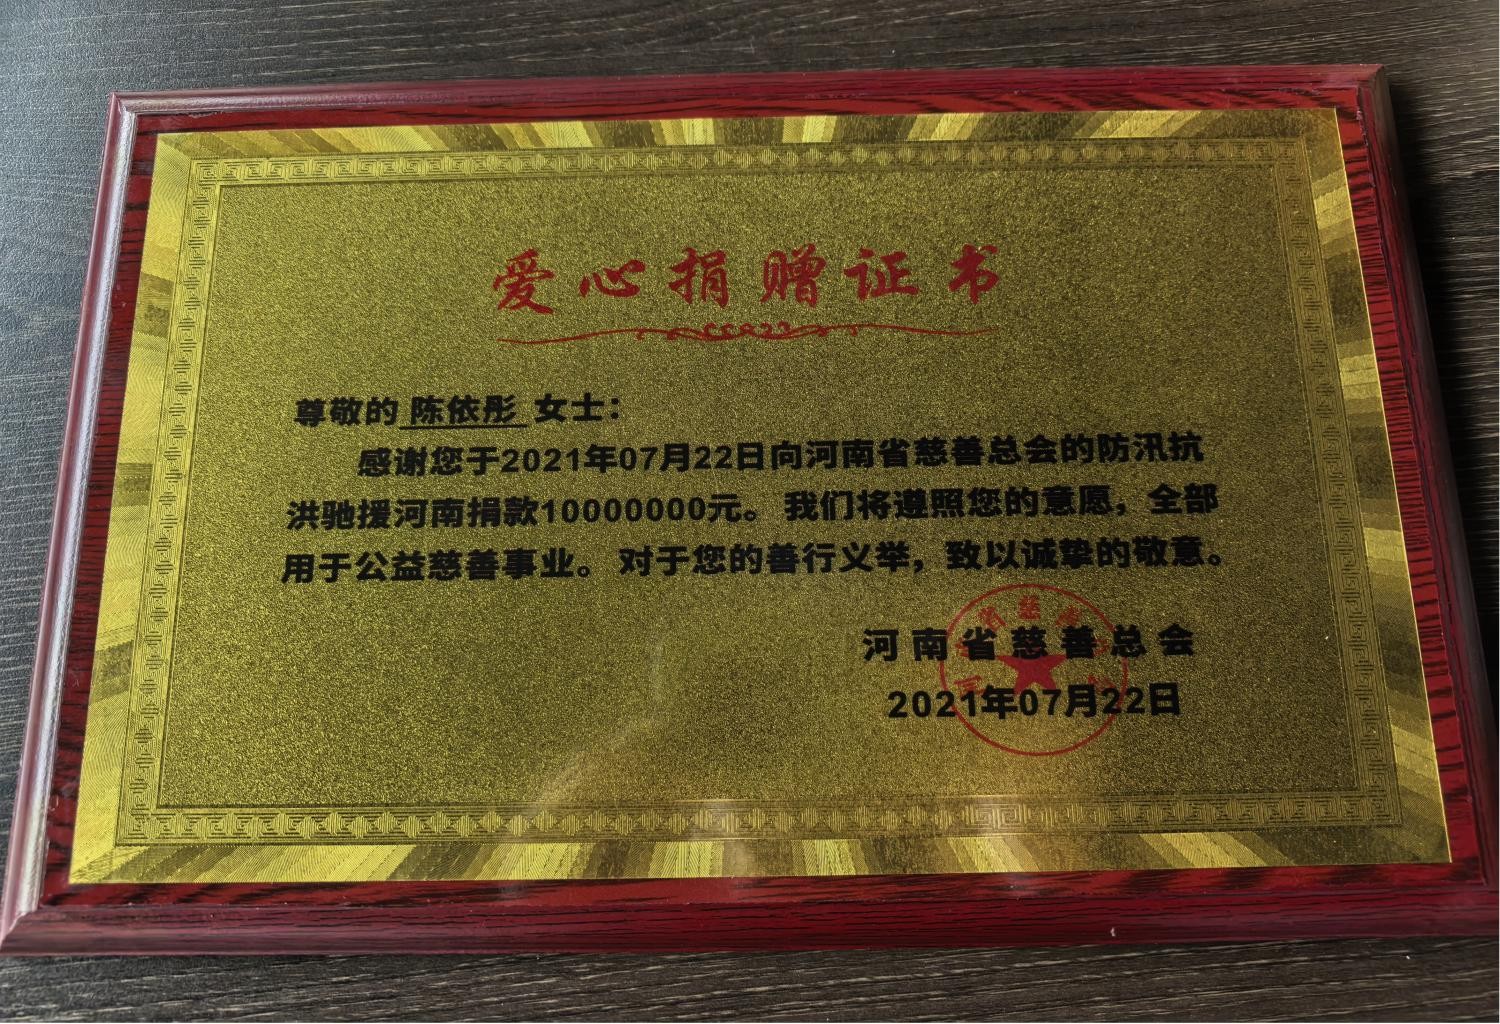 爱心捐赠证书
尊敬的 陈依彤 女士：
感谢您于2021年07月22日向河南省慈善总会的防汛抗
洪驰援河南捐款10000000元。我们将遵照您的意愿，全部
用于公益慈善事业。对于您的善行义举，致以诚挚的敬意。
河南省慈善总会
2021年07月22日